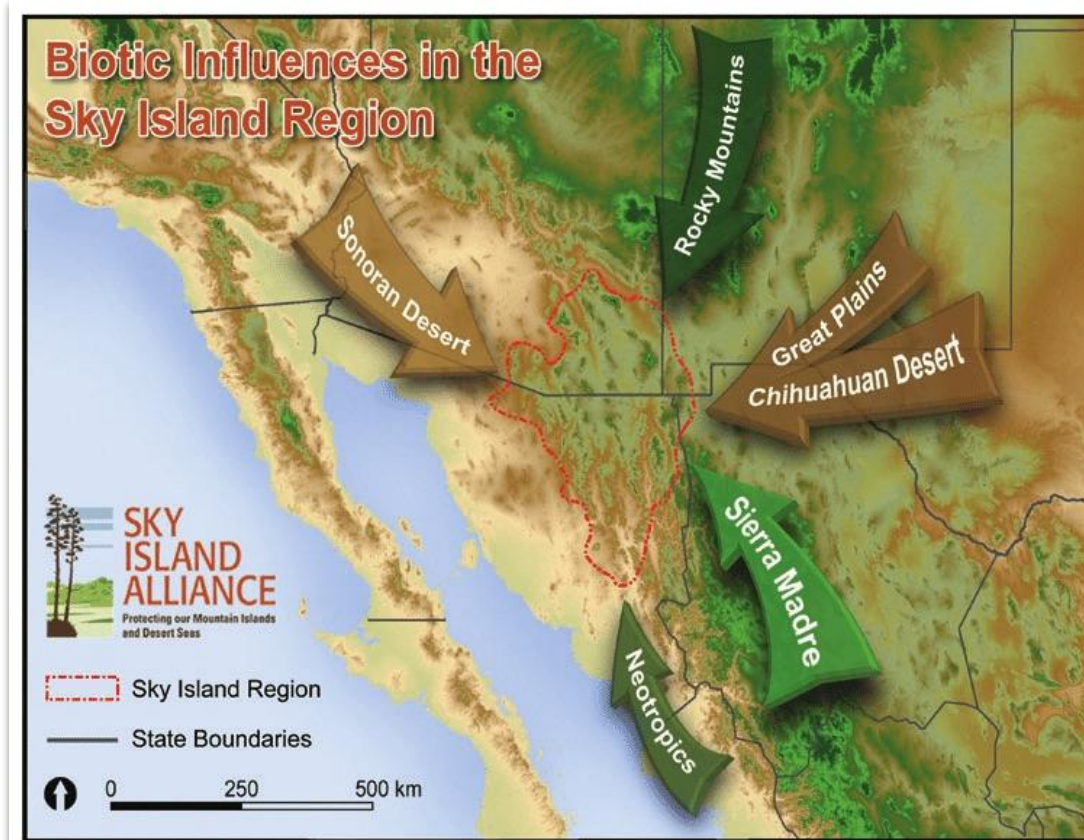 Biotic Influences in the
Sky Island Region
Rocky Mountains
Sonoran Desert
Great Plains
Chihuahuan Desert
Sierra Madre
Neotropics
SKY
ISLAND
ALLIANCE
Protecting our Mountain Islands
and Desert Seas
Sky Island Region
State Boundaries
0 250 500 km